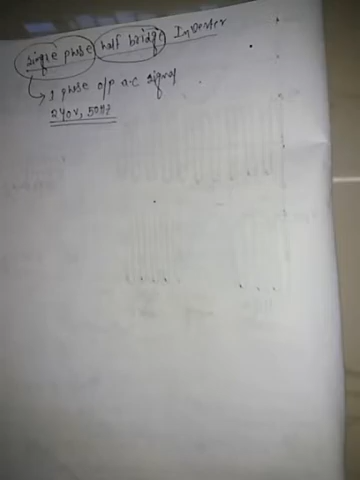 single phase half bridge Inverter
1 phase o/p a-c signal
240v, 50Hz